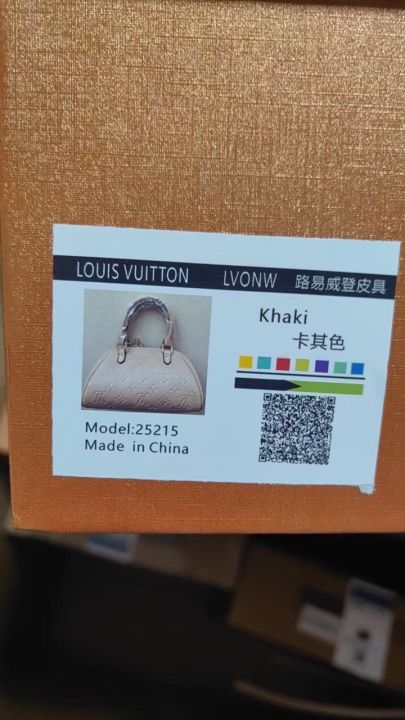 LOUIS VUITTON LVONW 路易威登皮具
Khaki
卡其色
Model:25215
Made in China